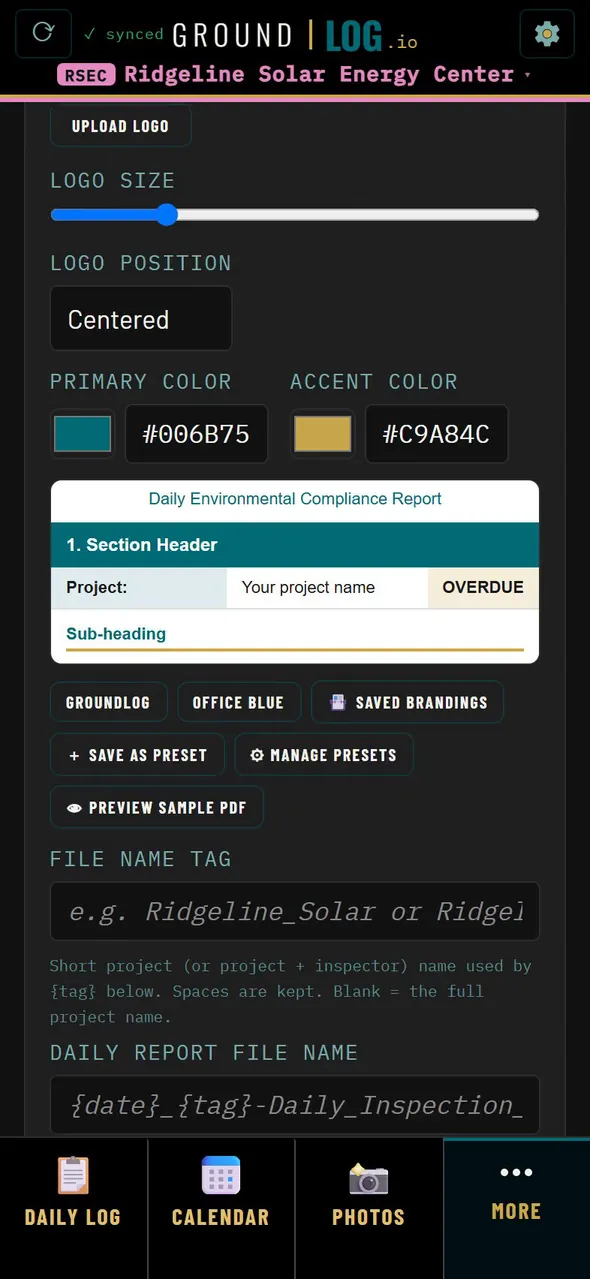 ✓ synced GROUND | LOG.io
RSEC Ridgeline Solar Energy Center ▾
UPLOAD LOGO
LOGO SIZE
LOGO POSITION
Centered
PRIMARY COLOR ACCENT COLOR
#006B75 #C9A84C
Daily Environmental Compliance Report
1. Section Header
Project: Your project name OVERDUE
Sub-heading
GROUNDLOG OFFICE BLUE SAVED BRANDINGS
+ SAVE AS PRESET ⚙ MANAGE PRESETS
👁 PREVIEW SAMPLE PDF
FILE NAME TAG
e.g. Ridgeline_Solar or Ridgel
Short project (or project + inspector) name used by
{tag} below. Spaces are kept. Blank = the full
project name.
DAILY REPORT FILE NAME
{date}_{tag}-Daily_Inspection_
DAILY LOG CALENDAR PHOTOS MORE